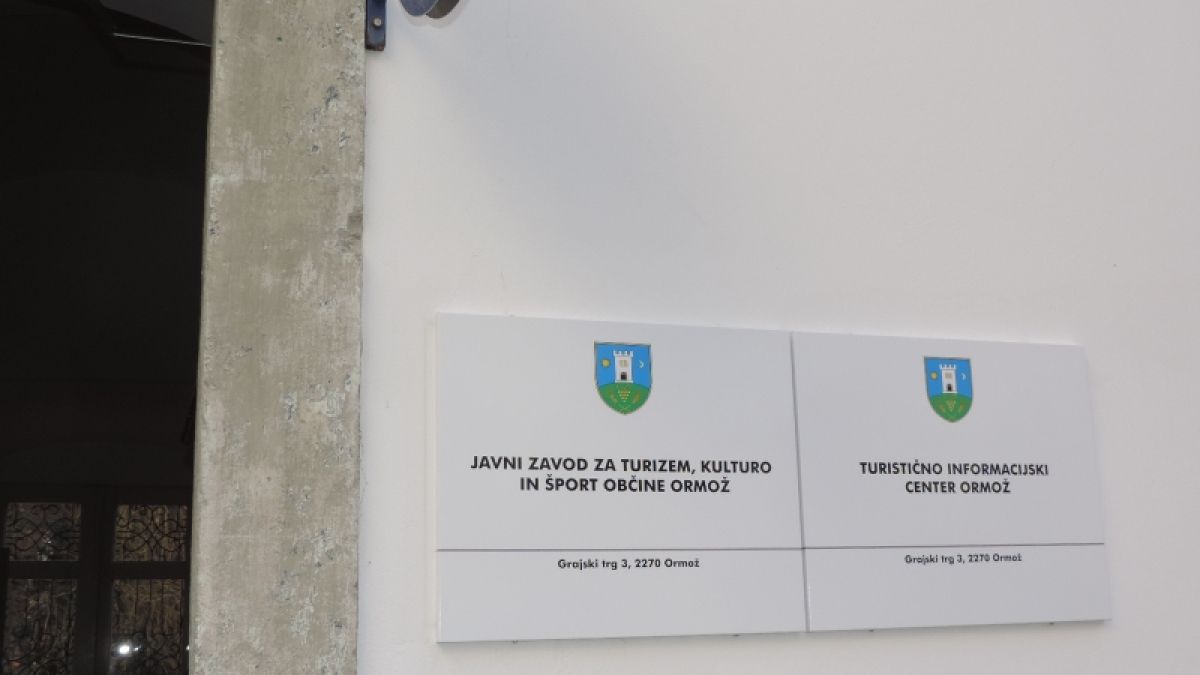 JAVNI ZAVOD ZA TURIZEM, KULTURO
IN ŠPORT OBČINE ORMOŽ
Grajski trg 3, 2270 Ormož
TURISTIČNO INFORMACIJSKI
CENTER ORMOŽ
Grajski trg 3, 2270 Ormož